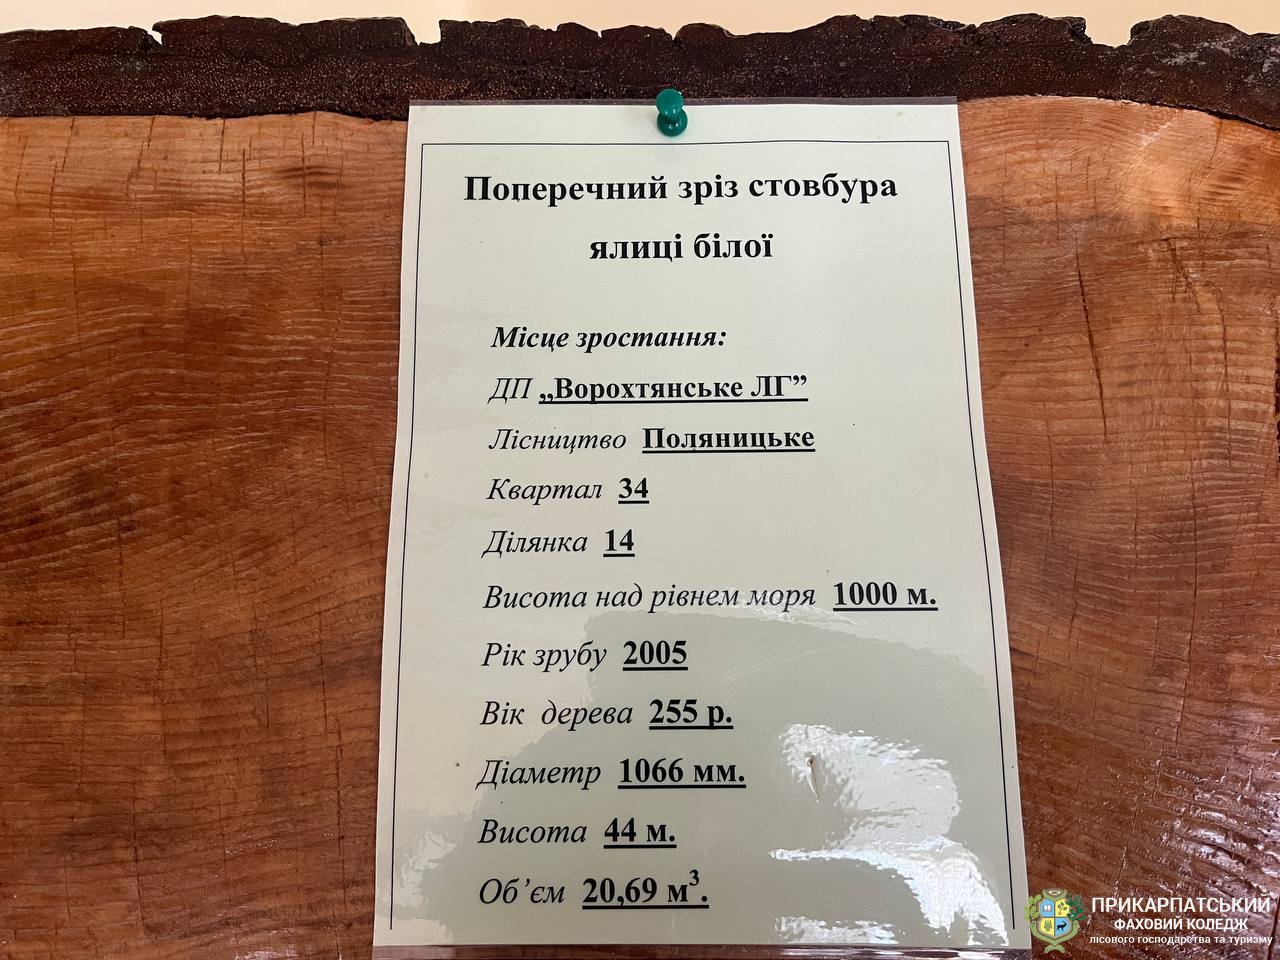 Поперечний зріз стовбура
ялиці білої
Місце зростання:
ДП „Ворохтянське ЛГ”
Лісництво Поляницьке
Квартал 34
Ділянка 14
Висота над рівнем моря 1000 м.
Рік зрубу 2005
Вік дерева 255 р.
Діаметр 1066 мм.
Висота 44 м.
Об’єм 20,69 м³.
ПРИКАРПАТСЬКИЙ
ФАХОВИЙ КОЛЕДЖ
лісового господарства та туризму